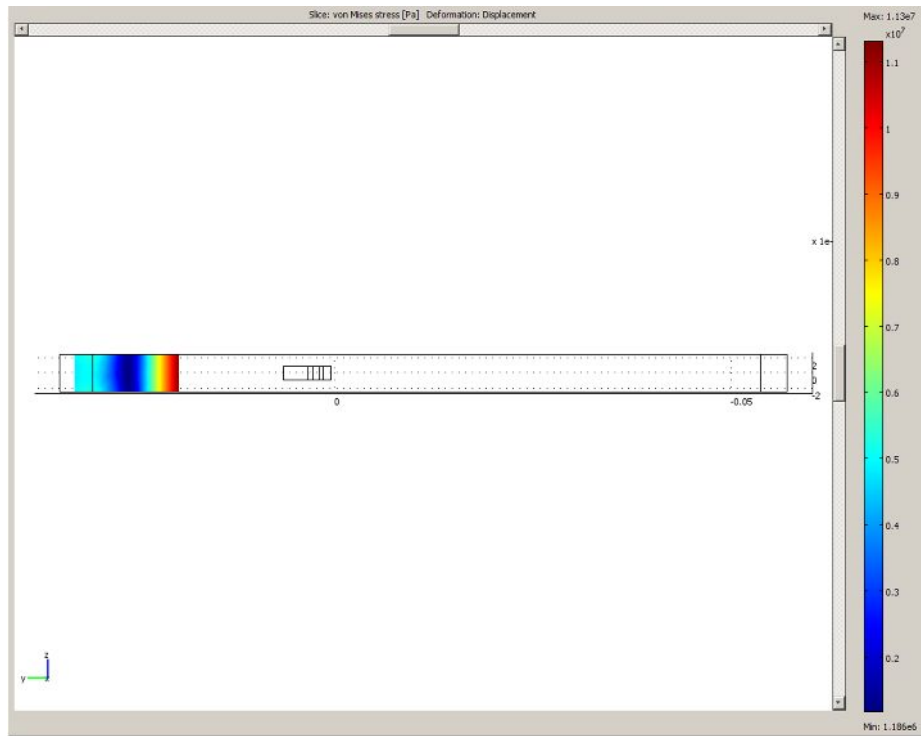 Slice: von Mises stress [Pa] Deformation: Displacement
Max: 1.13e7
x10^7
1.1
1
0.9
0.8
0.7
0.6
0.5
0.4
0.3
0.2
Min: 1.186e6
x 1e-
2
0
-2
0
-0.05
z
y
x